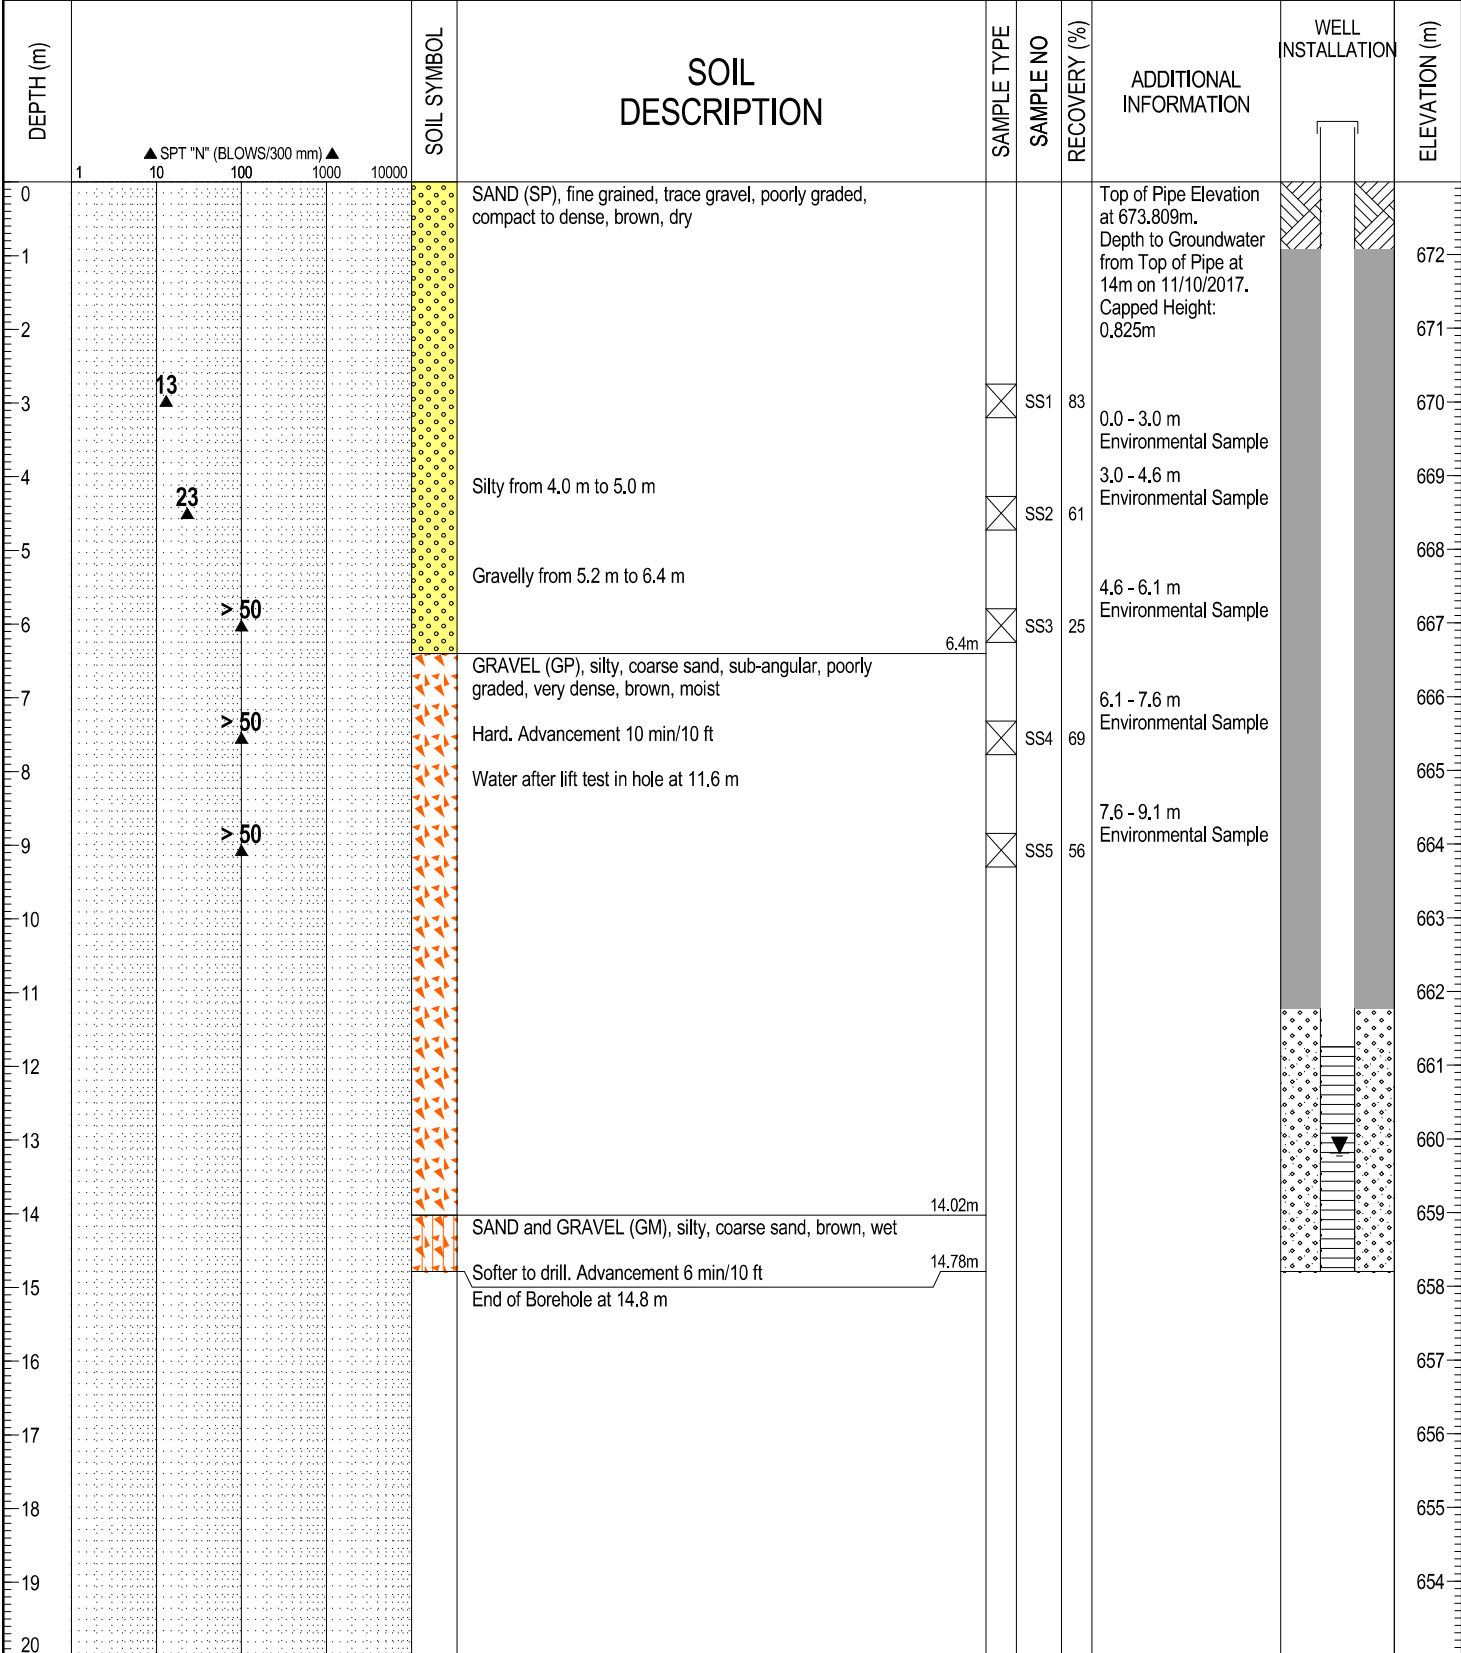 DEPTH (m)
▲ SPT "N" (BLOWS/300 mm) ▲
1 10 100 1000 10000
SOIL SYMBOL
SOIL
DESCRIPTION
SAMPLE TYPE
SAMPLE NO
RECOVERY (%)
ADDITIONAL
INFORMATION
WELL
INSTALLATION
ELEVATION (m)
0
1
2
3
4
5
6
7
8
9
10
11
12
13
14
15
16
17
18
19
20
13
23
> 50
> 50
> 50
SAND (SP), fine grained, trace gravel, poorly graded,
compact to dense, brown, dry
Silty from 4.0 m to 5.0 m
Gravelly from 5.2 m to 6.4 m
6.4m
GRAVEL (GP), silty, coarse sand, sub-angular, poorly
graded, very dense, brown, moist
Hard. Advancement 10 min/10 ft
Water after lift test in hole at 11.6 m
14.02m
SAND and GRAVEL (GM), silty, coarse sand, brown, wet
14.78m
Softer to drill. Advancement 6 min/10 ft
End of Borehole at 14.8 m
SS1 83
SS2 61
SS3 25
SS4 69
SS5 56
Top of Pipe Elevation
at 673.809m.
Depth to Groundwater
from Top of Pipe at
14m on 11/10/2017.
Capped Height:
0.825m
0.0 - 3.0 m
Environmental Sample
3.0 - 4.6 m
Environmental Sample
4.6 - 6.1 m
Environmental Sample
6.1 - 7.6 m
Environmental Sample
7.6 - 9.1 m
Environmental Sample
672
671
670
669
668
667
666
665
664
663
662
661
660
659
658
657
656
655
654